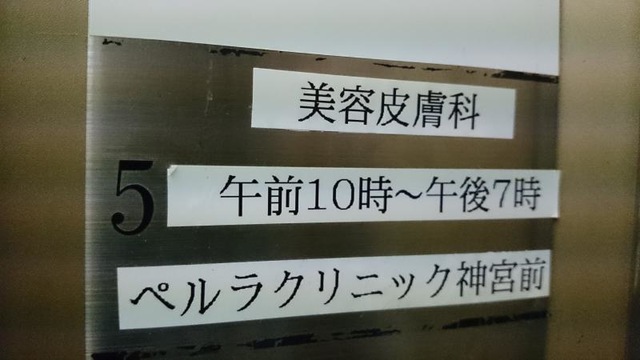 美容皮膚科
5 午前10時～午後7時
ペルラクリニック神宮前